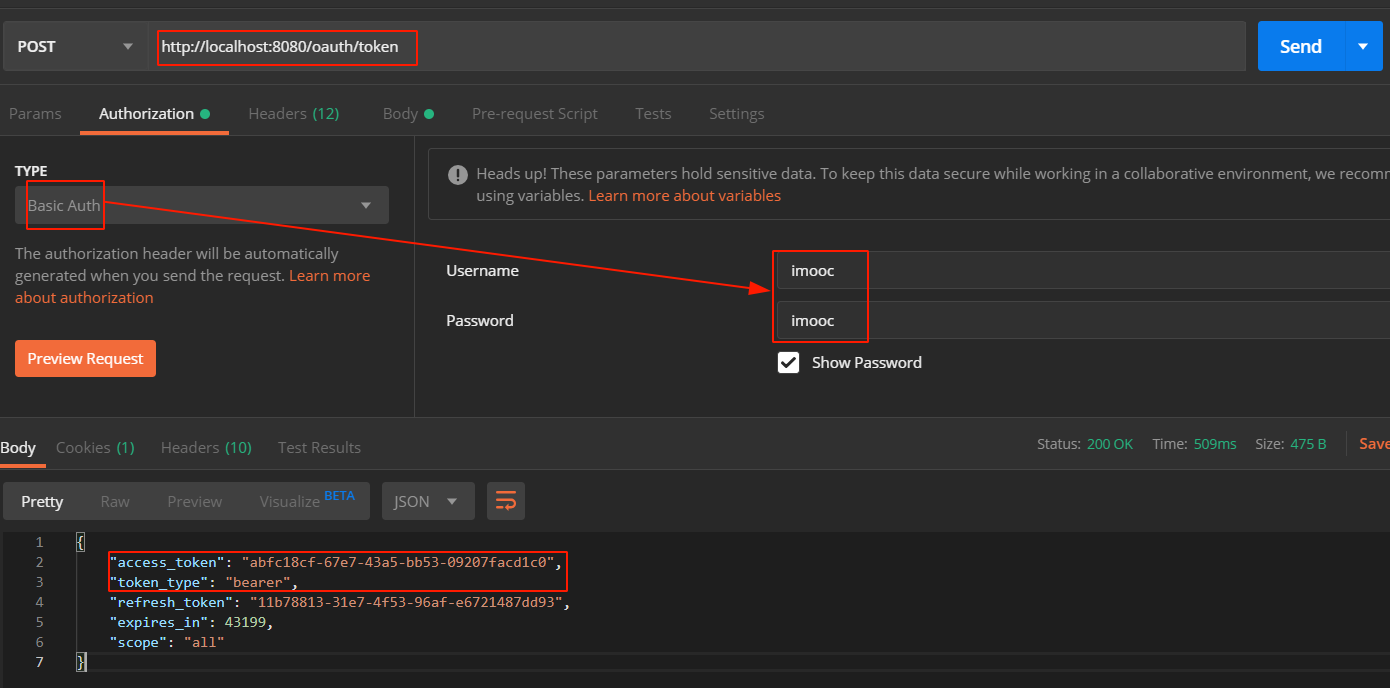 POST
http://localhost:8080/oauth/token
Send
Params Authorization Headers (12) Body Pre-request Script Tests Settings
TYPE
Basic Auth
The authorization header will be automatically
generated when you send the request. Learn more
about authorization
Preview Request
Heads up! These parameters hold sensitive data. To keep this data secure while working in a collaborative environment, we recomm
using variables. Learn more about variables
Username imooc
Password imooc
Show Password
Body Cookies (1) Headers (10) Test Results Status: 200 OK Time: 509ms Size: 475 B Save
Pretty Raw Preview Visualize BETA JSON
1 {
2 "access_token": "abfc18cf-67e7-43a5-bb53-09207facd1c0",
3 "token_type": "bearer",
4 "refresh_token": "11b78813-31e7-4f53-96af-e6721487dd93",
5 "expires_in": 43199,
6 "scope": "all"
7 }